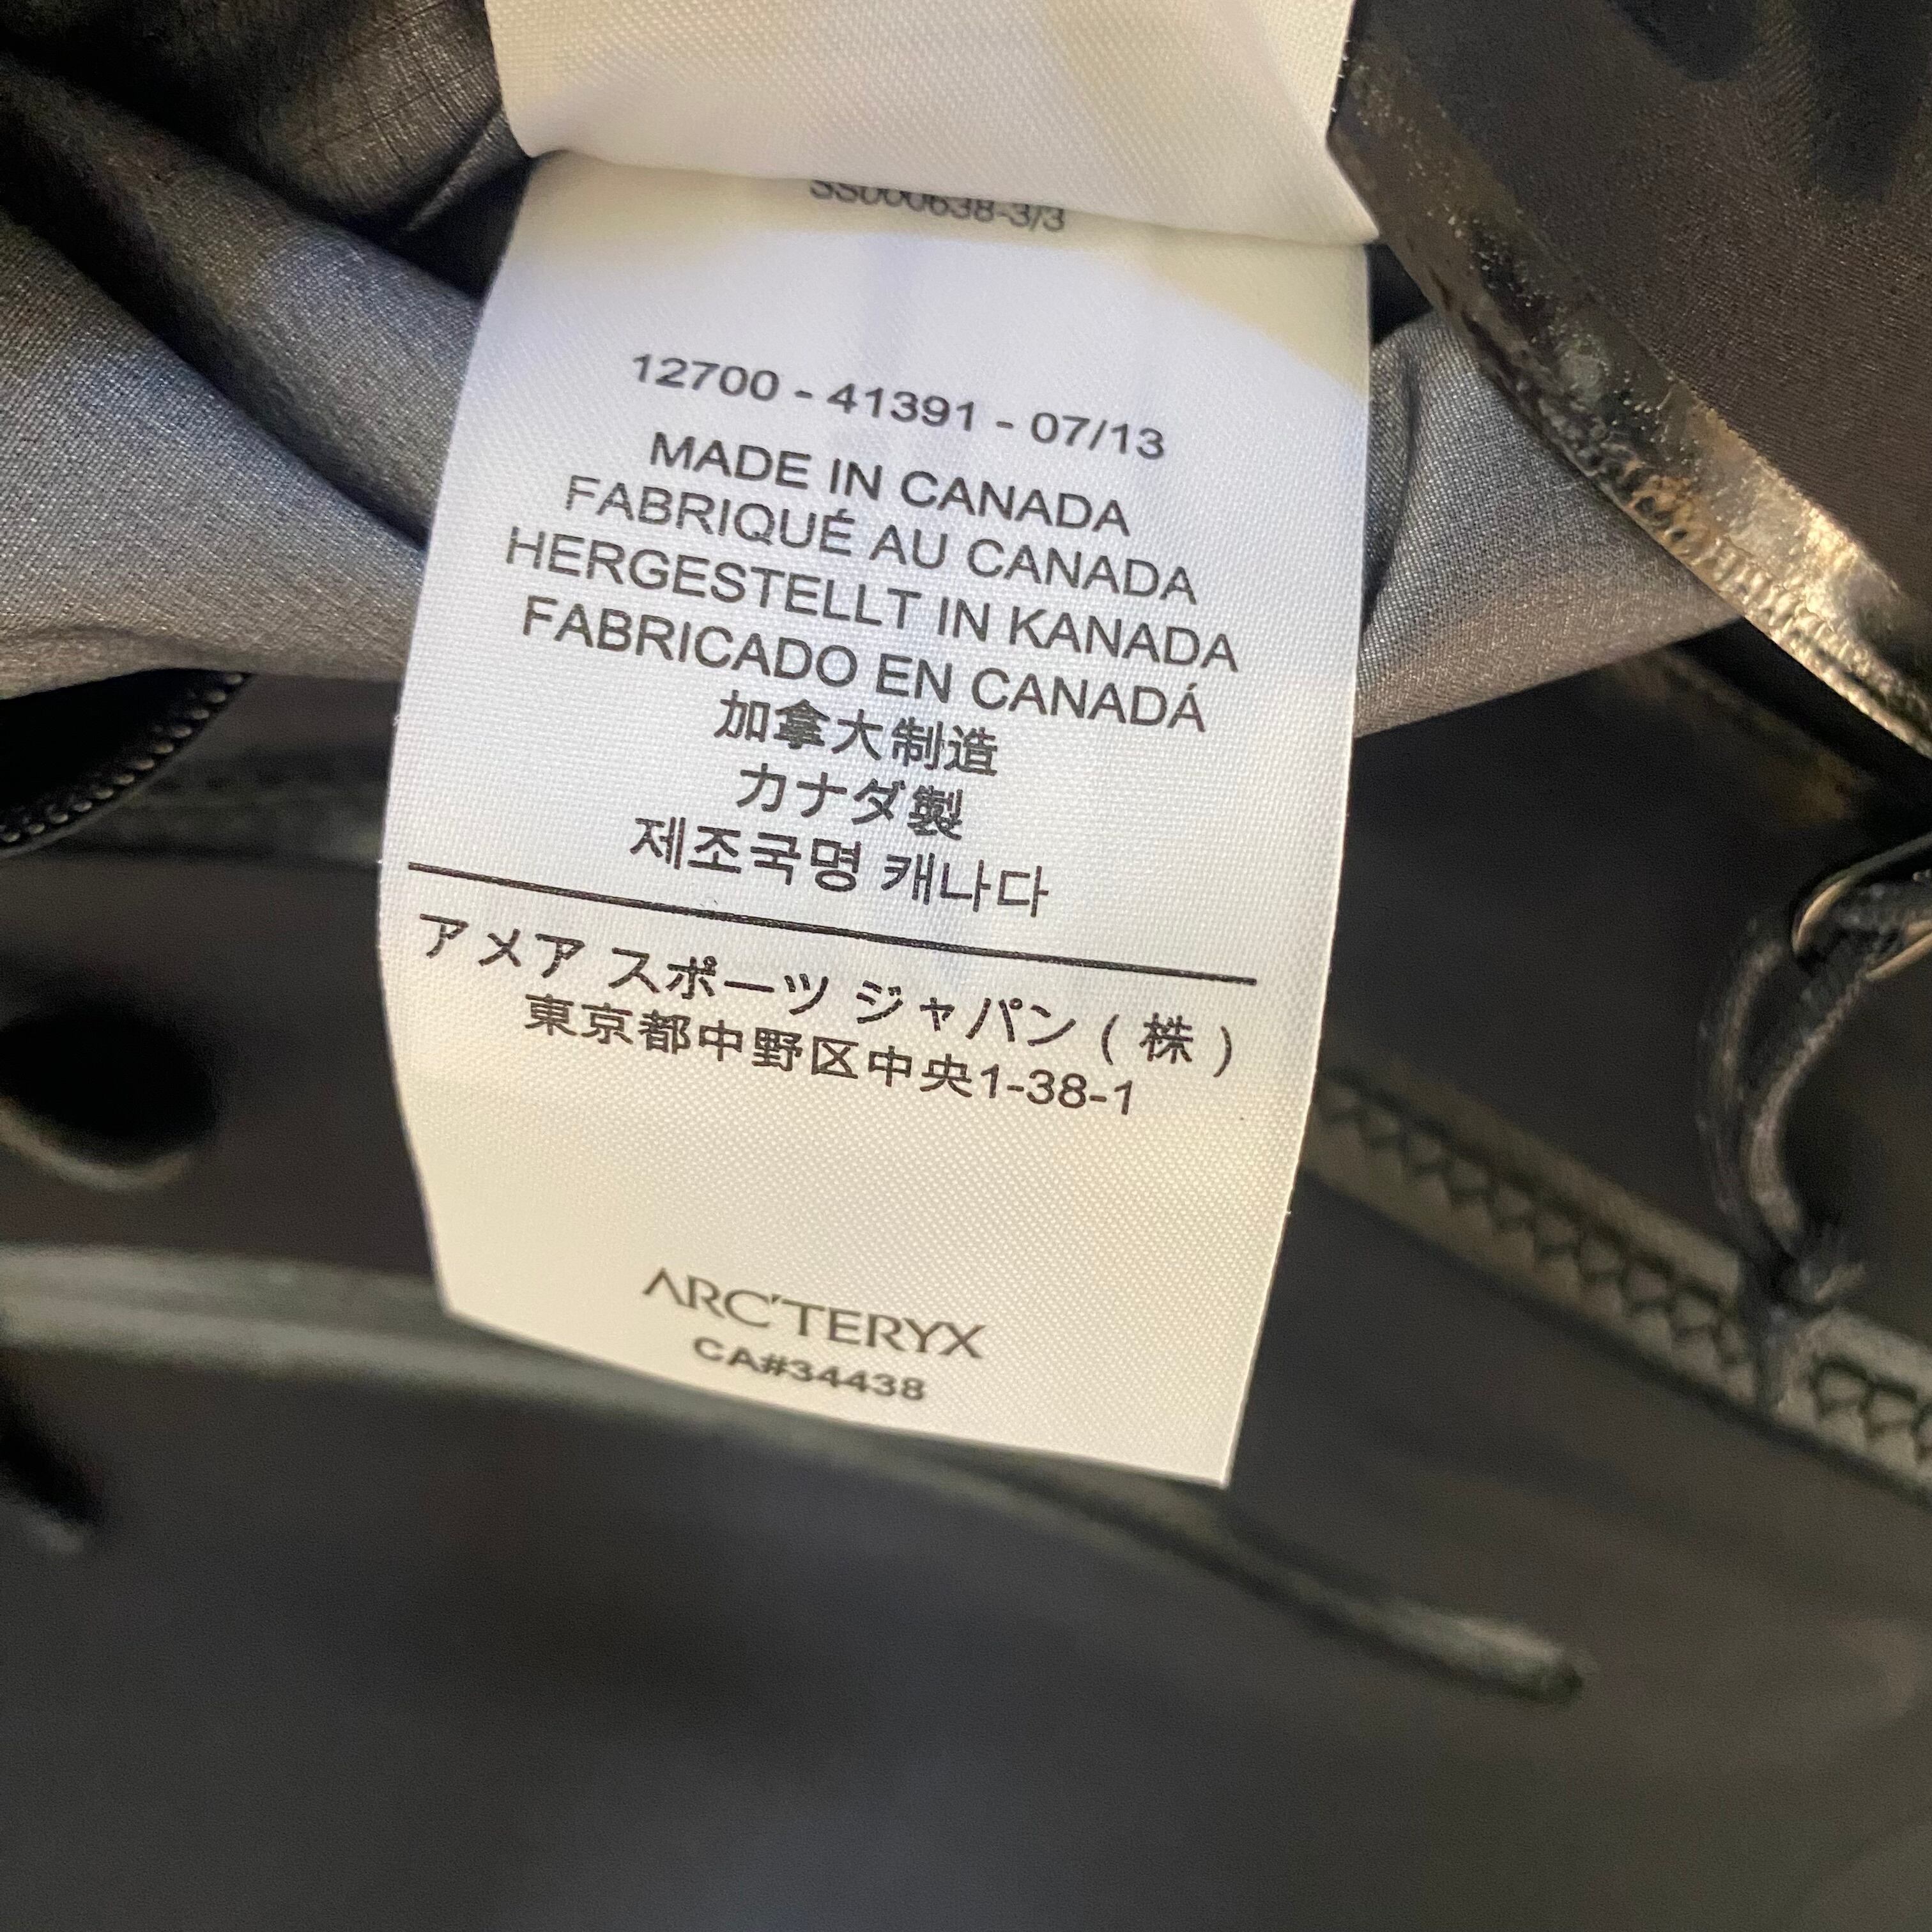 SS000638-3/3
12700 - 41391 - 07/13
MADE IN CANADA
FABRIQUÉ AU CANADA
HERGESTELLT IN KANADA
FABRICADO EN CANADÁ
加拿大制造
カナダ製
제조국명 캐나다
アメア スポーツ ジャパン ( 株 )
東京都中野区中央1-38-1
ARC'TERYX
CA#34438